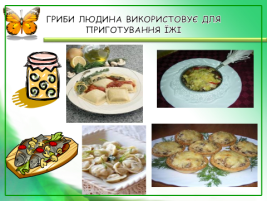 ГРИБИ ЛЮДИНА ВИКОРИСТОВУЄ ДЛЯ
ПРИГОТУВАННЯ ЇЖІ